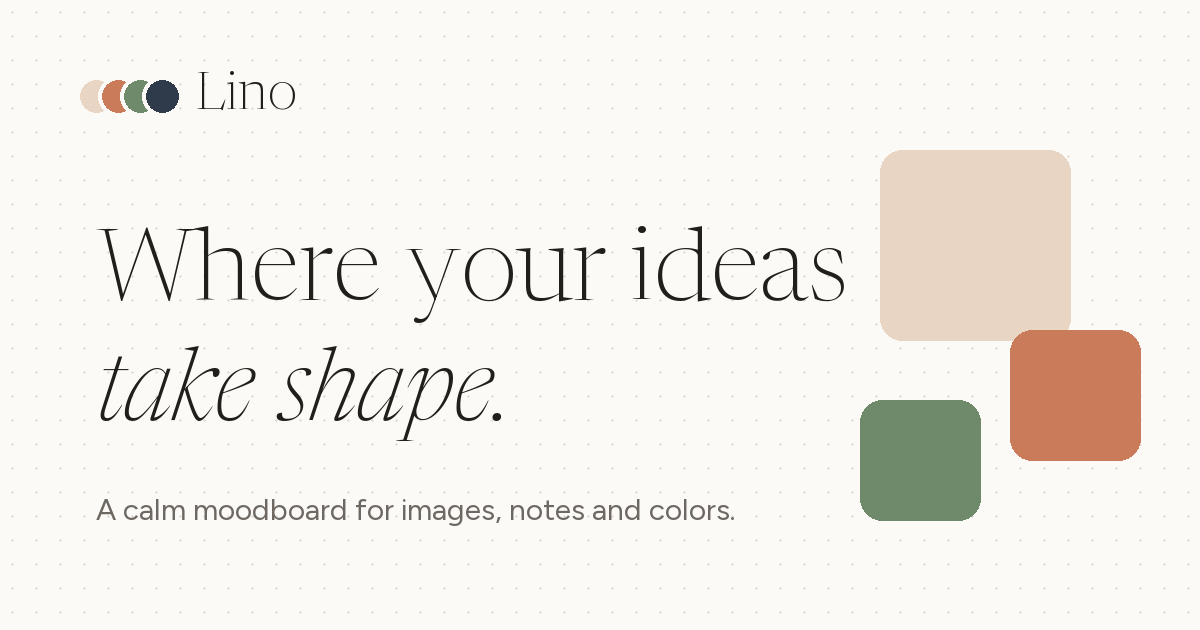 Lino
Where your ideas
take shape.
A calm moodboard for images, notes and colors.